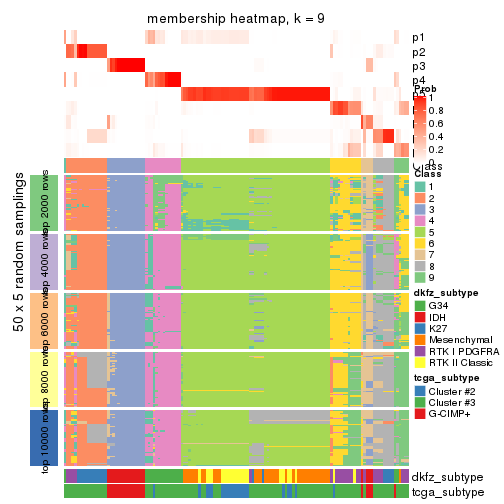 membership heatmap, k = 9
p1
p2
p3
p4
p5
Prob
1
0.8
0.6
0.4
0.2
0
Class
Class
1
2
3
4
5
6
7
8
9
50 x 5 random samplings
top 2000 rows
top 4000 rows
top 6000 rows
top 8000 rows
top 10000 rows
dkfz_subtype
G34
IDH
K27
Mesenchymal
RTK I PDGFRA
RTK II Classic
tcga_subtype
Cluster #2
Cluster #3
G-CIMP+
dkfz_subtype
tcga_subtype